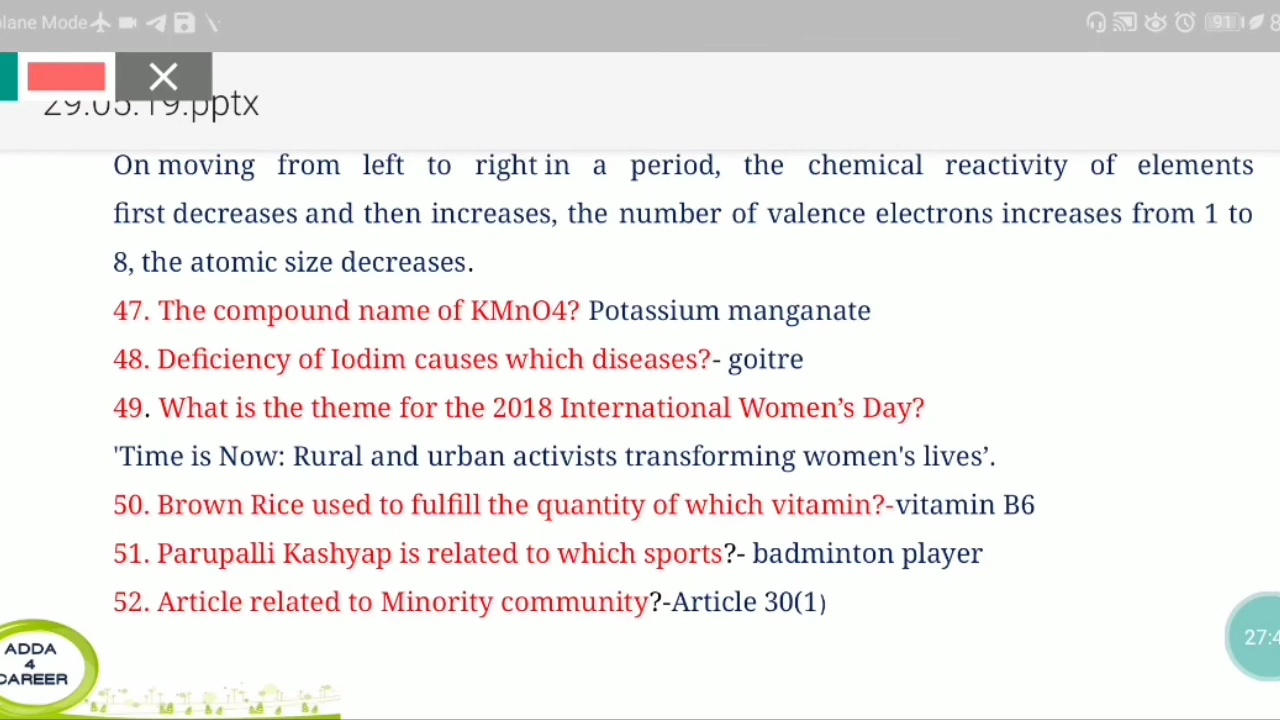 lane Mode 91 8
29.05.19.pptx
On moving from left to right in a period, the chemical reactivity of elements
first decreases and then increases, the number of valence electrons increases from 1 to
8, the atomic size decreases.
47. The compound name of KMnO4? Potassium manganate
48. Deficiency of Iodim causes which diseases?- goitre
49. What is the theme for the 2018 International Women’s Day?
'Time is Now: Rural and urban activists transforming women's lives’.
50. Brown Rice used to fulfill the quantity of which vitamin?-vitamin B6
51. Parupalli Kashyap is related to which sports?- badminton player
52. Article related to Minority community?-Article 30(1)
27:4
ADDA
4
CAREER